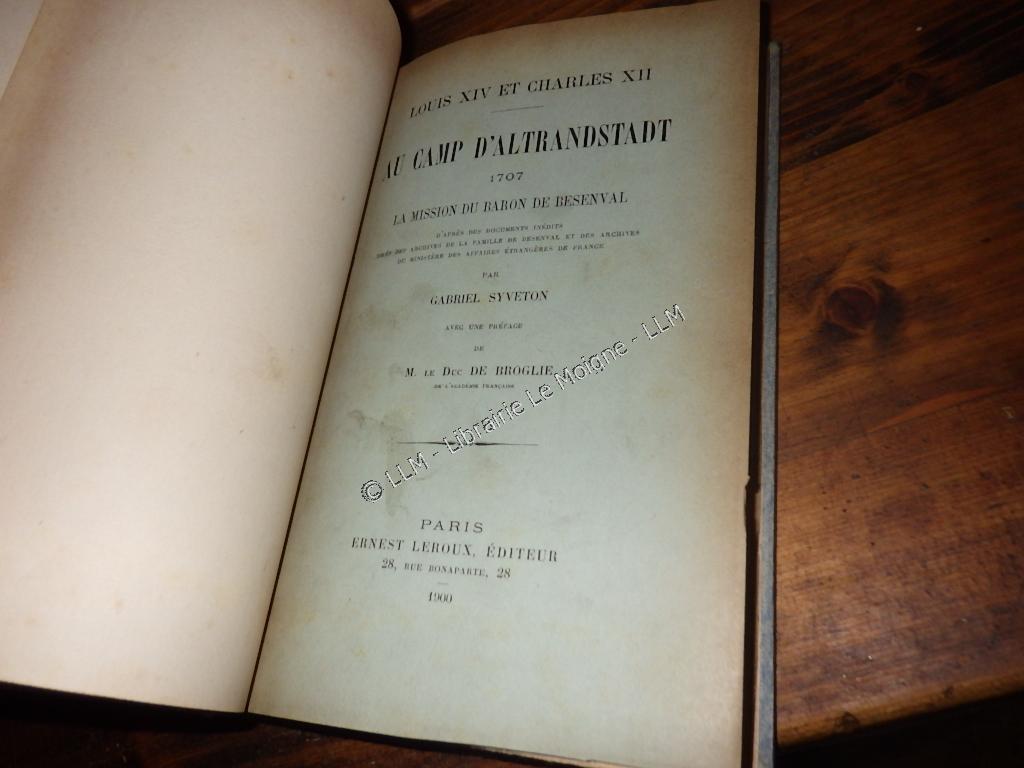 LOUIS XIV ET CHARLES XII
AU CAMP D'ALTRANDSTADT
1707
LA MISSION DU BARON DE BESENVAL
D'APRÈS DES DOCUMENTS INÉDITS
TIRÉS DES ARCHIVES DE LA FAMILLE DE BESENVAL ET DES ARCHIVES
DU MINISTÈRE DES AFFAIRES ÉTRANGÈRES DE FRANCE
PAR
GABRIEL SYVETON
AVEC UNE PRÉFACE
DE
M. LE DUC DE BROGLIE
DE L'ACADÉMIE FRANÇAISE
© LLM - Librairie Le Moigne - LLM
PARIS
ERNEST LEROUX, ÉDITEUR
28, RUE BONAPARTE, 28
1900